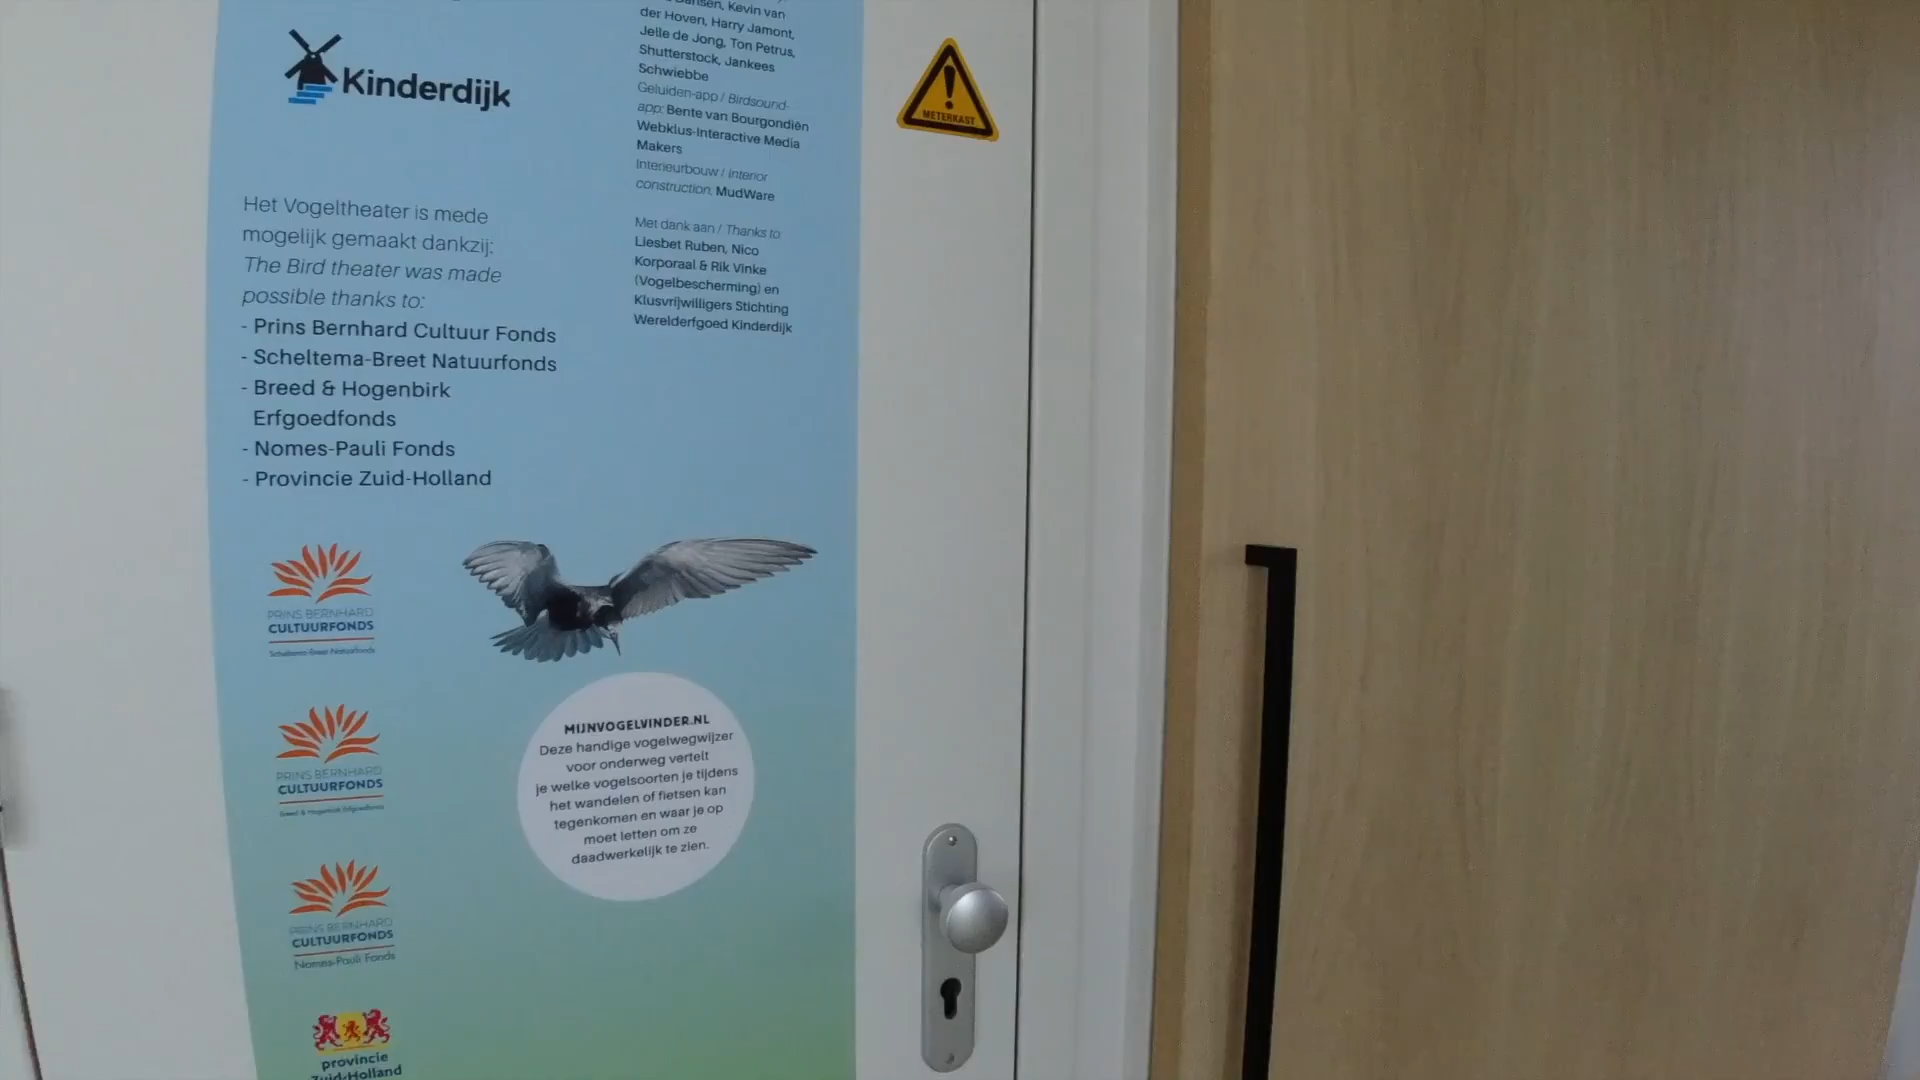 Kinderdijk
Het Vogeltheater is mede
mogelijk gemaakt dankzij:
The Bird theater was made
possible thanks to:
- Prins Bernhard Cultuur Fonds
- Scheltema-Breet Natuurfonds
- Breed & Hogenbirk
Erfgoedfonds
- Nomes-Pauli Fonds
- Provincie Zuid-Holland
Kevin van
der Hoven, Harry Jamont,
Jelle de Jong, Ton Petrus,
Shutterstock, Jankees
Schwiebbe
Geluiden-app / Birdsound-
app: Bente van Bourgondiën
Webklus-Interactive Media
Makers
Interieurbouw / Interior
construction: MudWare
Met dank aan / Thanks to:
Liesbet Ruben, Nico
Korporaal & Rik Vinke
(Vogelbescherming) en
Klusvrijwilligers Stichting
Werelderfgoed Kinderdijk
METERKAST
PRINS BERNHARD
CULTUURFONDS
Scheltema-Breet Natuurfonds
PRINS BERNHARD
CULTUURFONDS
Breed & Hogenbirk Erfgoedfonds
PRINS BERNHARD
CULTUURFONDS
Nomes-Pauli Fonds
provincie
Zuid-Holland
MIJNVOGELVINDER.NL
Deze handige vogelwegwijzer
voor onderweg vertelt
je welke vogelsoorten je tijdens
het wandelen of fietsen kan
tegenkomen en waar je op
moet letten om ze
daadwerkelijk te zien.